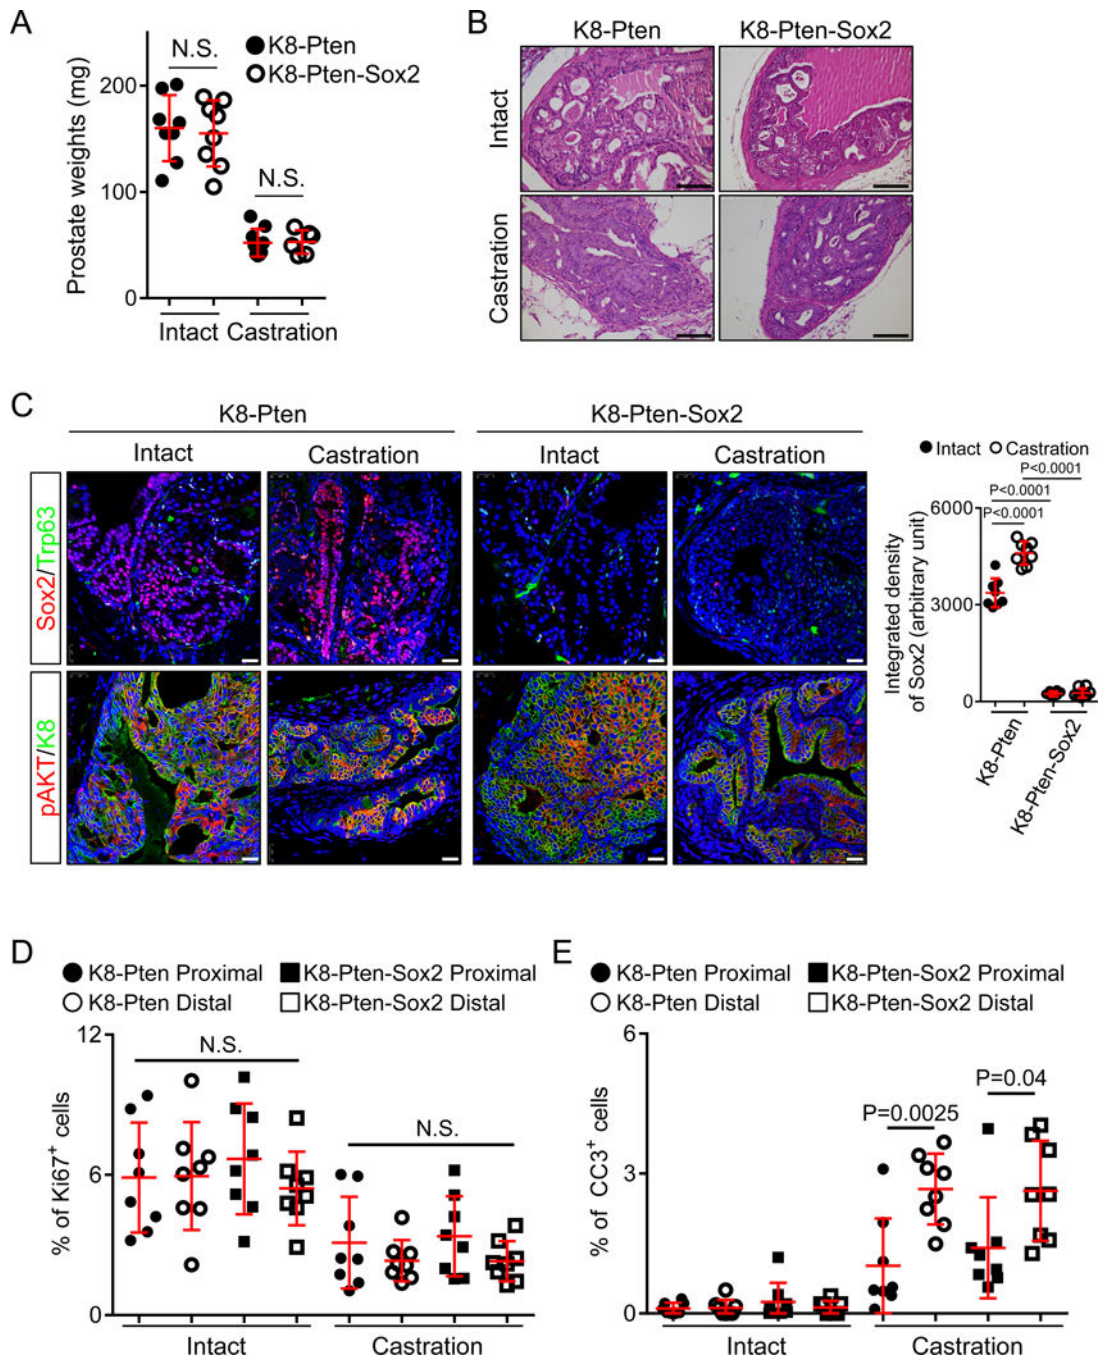 A
N.S.
K8-Pten
K8-Pten-Sox2
200
N.S.
100
0
Prostate weights (mg)
Intact Castration
B
K8-Pten K8-Pten-Sox2
Intact
Castration
C
K8-Pten K8-Pten-Sox2
Intact Castration Intact Castration
Sox2/Trp63
pAKT/K8
Intact Castration
P<0.0001
P<0.0001
P<0.0001
6000
3000
0
Integrated density
of Sox2 (arbitrary unit)
K8-Pten
K8-Pten-Sox2
D
K8-Pten Proximal K8-Pten-Sox2 Proximal
K8-Pten Distal K8-Pten-Sox2 Distal
12
N.S.
N.S.
6
0
% of Ki67+ cells
Intact Castration
E
K8-Pten Proximal K8-Pten-Sox2 Proximal
K8-Pten Distal K8-Pten-Sox2 Distal
6
P=0.04
P=0.0025
3
0
% of CC3+ cells
Intact Castration